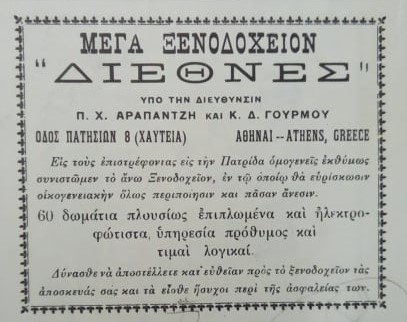 ΜΕΓΑ ΞΕΝΟΔΟΧΕΙΟΝ
"ΔΙΕΘΝΕΣ"
ΥΠΟ ΤΗΝ ΔΙΕΥΘΥΝΣΙΝ
Π. Χ. ΑΡΑΠΑΝΤΖΗ ΚΑΙ Κ. Δ. ΓΟΥΡΜΟΥ
ΟΔΟΣ ΠΑΤΗΣΙΩΝ 8 (ΧΑΥΤΕΙΑ) ΑΘΗΝΑΙ--ATHENS, GREECE
Εἰς τοὺς ἐπιστρέφοντας εἰς τὴν Πατρίδα ὁμογενεῖς ἐκθύμως
συνιστῶμεν τὸ ἄνω Ξενοδοχεῖον, ἐν τῷ ὁποίῳ θὰ εὑρίσκωσιν
οἰκογενειακὴν ὅλως περιποίησιν καὶ πᾶσαν ἄνεσιν.
60 δωμάτια πλουσίως ἐπιπλωμένα καὶ ἠλεκτρο-
φώτιστα, ὑπηρεσία πρόθυμος καὶ
τιμαὶ λογικαί.
Δύνασθε νὰ ἀποστέλλετε κατ' εὐθεῖαν πρὸς τὸ ξενοδοχεῖον τὰς
ἀποσκευάς σας καὶ νὰ εἶσθε ἥσυχοι περὶ τῆς ἀσφαλείας των.